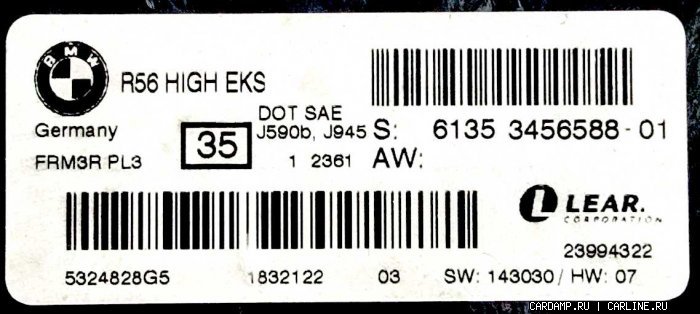 BMW
R56 HIGH EKS
Germany
FRM3R PL3
35
DOT SAE
J590b, J945
1 2361
S: 6135 3456588-01
AW:
LEAR.
CORPORATION
23994322
5324828G5 1832122 03 SW: 143030/ HW: 07
CARDAMP.RU | CARLINE.RU